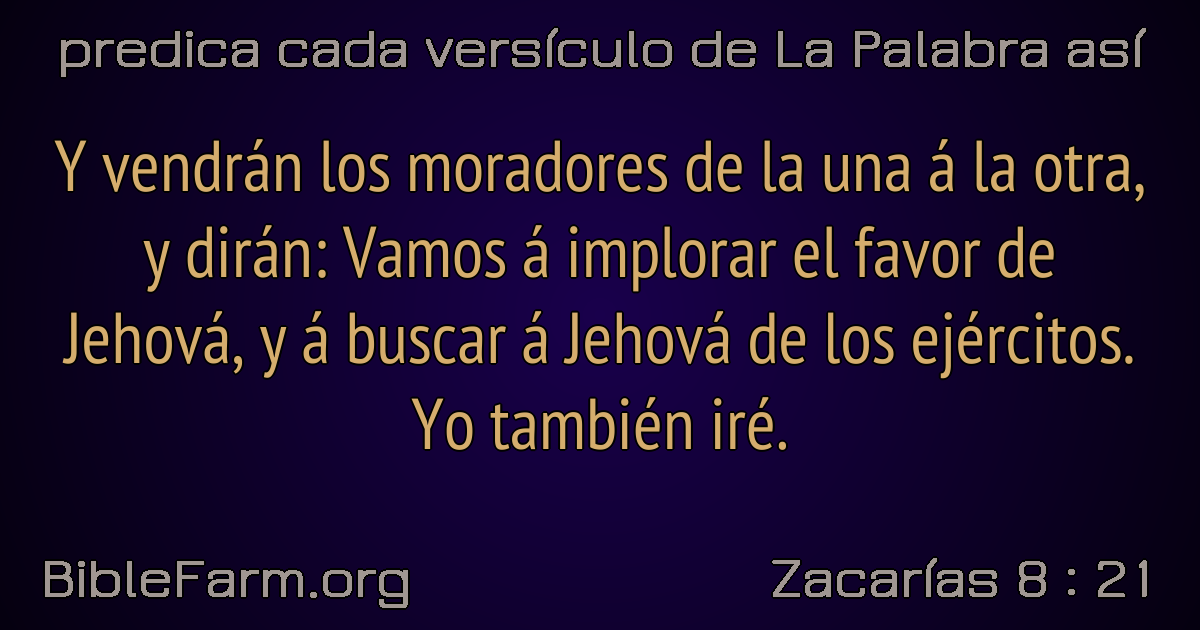 predica cada versículo de La Palabra así
Y vendrán los moradores de la una á la otra,
y dirán: Vamos á implorar el favor de
Jehová, y á buscar á Jehová de los ejércitos.
Yo también iré.
BibleFarm.org
Zacarías 8 : 21